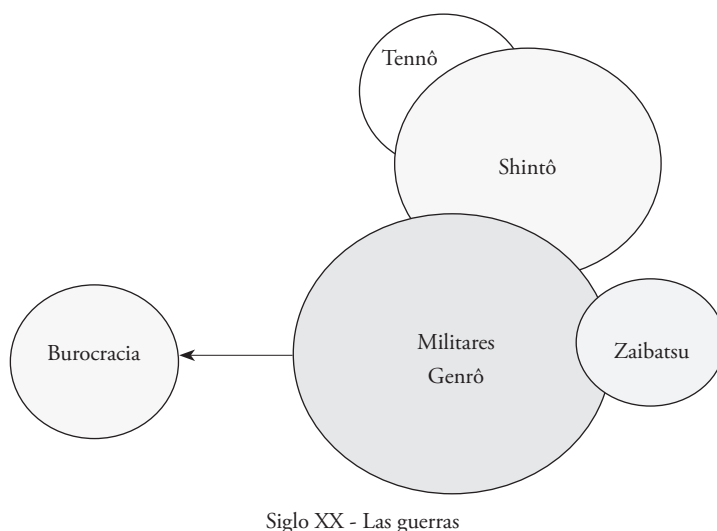 Tennô
Shintô
Burocracia
Militares
Genrô
Zaibatsu
Siglo XX - Las guerras